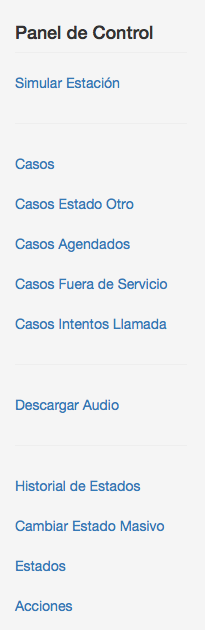 Panel de Control
Simular Estación
Casos
Casos Estado Otro
Casos Agendados
Casos Fuera de Servicio
Casos Intentos Llamada
Descargar Audio
Historial de Estados
Cambiar Estado Masivo
Estados
Acciones